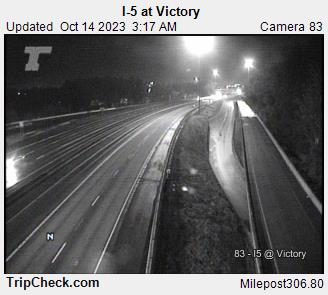 I-5 at Victory
Updated Oct 14 2023 3:17 AM Camera 83
T
N
83 - I5 @ Victory
TripCheck.com Milepost306.80